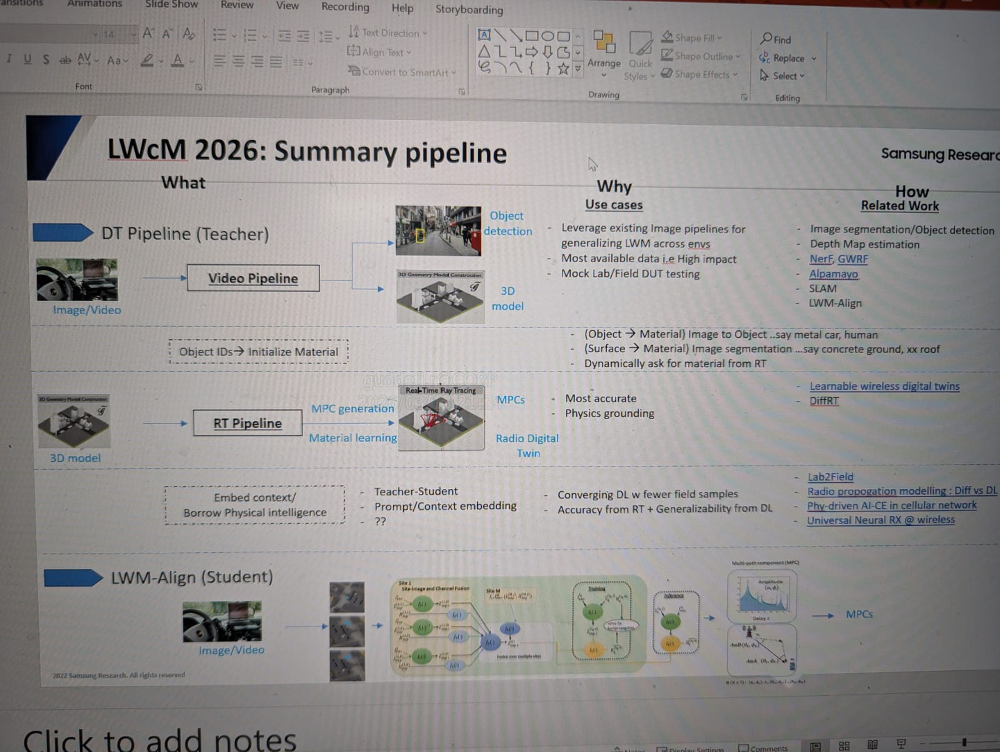 Animations
Slide Show
Review
View
Recording
Help
Storyboarding
14
Text Direction
Align Text
Convert to SmartArt
Arrange
Quick
Styles
Shape Fill
Shape Outline
Shape Effects
Find
Replace
Select
Font
Paragraph
Drawing
Editing
LWcM 2026: Summary pipeline
What
Why
Use cases
How
Related Work
DT Pipeline (Teacher)
Image/Video
Video Pipeline
Object
detection
3D Geometry Model Construction
3D
model
- Leverage existing Image pipelines for
generalizing LWM across envs
- Most available data i.e High impact
- Mock Lab/Field DUT testing
- Image segmentation/Object detection
- Depth Map estimation
- NerF, GWRF
- Alpamayo
- SLAM
- LWM-Align
Object IDs→ Initialize Material
- (Object → Material) Image to Object ..say metal car, human
- (Surface → Material) Image segmentation ...say concrete ground, xx roof
- Dynamically ask for material from RT
3D Geometry Model Construction
3D model
RT Pipeline
MPC generation
Material learning
Real-Time Ray Tracing
MPCs
Radio Digital
Twin
- Most accurate
- Physics grounding
- Learnable wireless digital twins
- DiffRT
Embed context/
Borrow Physical intelligence
- Teacher-Student
- Prompt/Context embedding
- ??
- Converging DL w fewer field samples
- Accuracy from RT + Generalizability from DL
- Lab2Field
- Radio propogation modelling : Diff vs DL
- Phy-driven AI-CE in cellular network
- Universal Neural RX @ wireless
LWM-Align (Student)
Image/Video
Site 1
Site-Image and Channel Fusion
Site M
Fusion over multiple sites
Training
Inference
Multi-path component (MPC)
Amplitude
Delay τ
MPCs
2022 Samsung Research. All rights reserved
Click to add notes
Display Settings
Comments